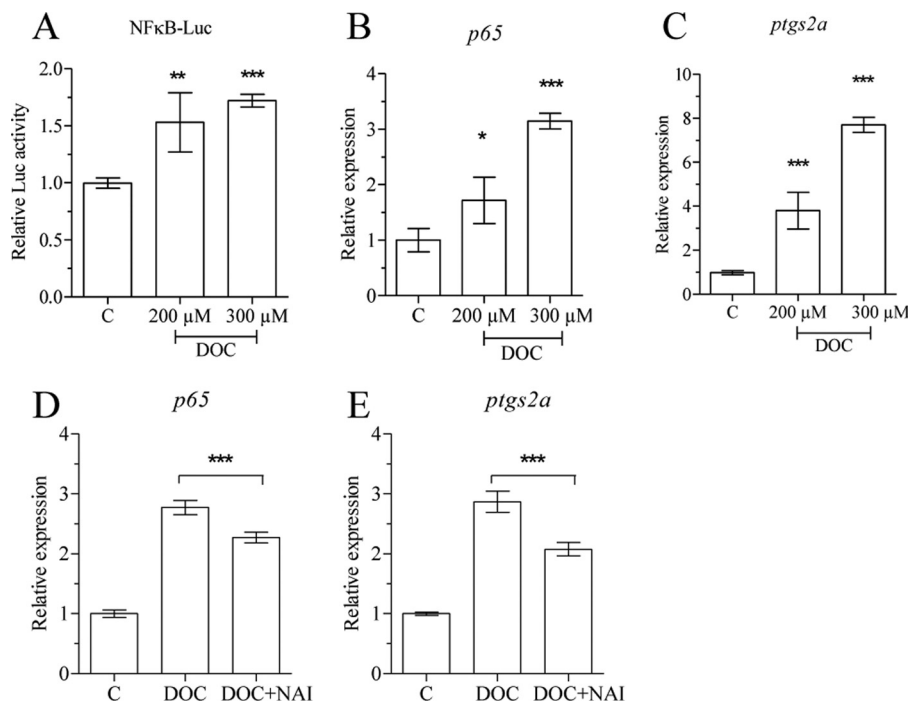 A
NFκB-Luc
Relative Luc activity
2.0
1.5
1.0
0.5
0.0
**
***
C
200 µM
300 µM
DOC
B
p65
Relative expression
4
3
2
1
0
*
***
C
200 µM
300 µM
DOC
C
ptgs2a
Relative expression
10
8
6
4
2
0
***
***
C
200 µM
300 µM
DOC
D
p65
Relative expression
4
3
2
1
0
***
C
DOC
DOC+NAI
E
ptgs2a
Relative expression
4
3
2
1
0
***
C
DOC
DOC+NAI